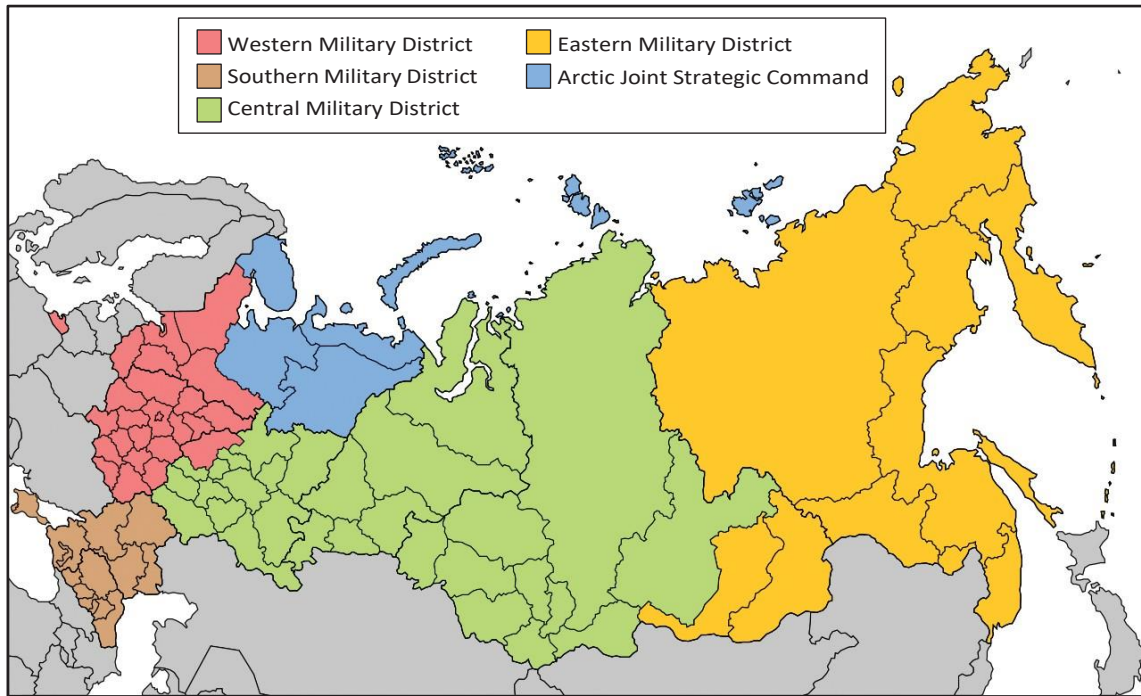 Western Military District
Southern Military District
Central Military District
Eastern Military District
Arctic Joint Strategic Command